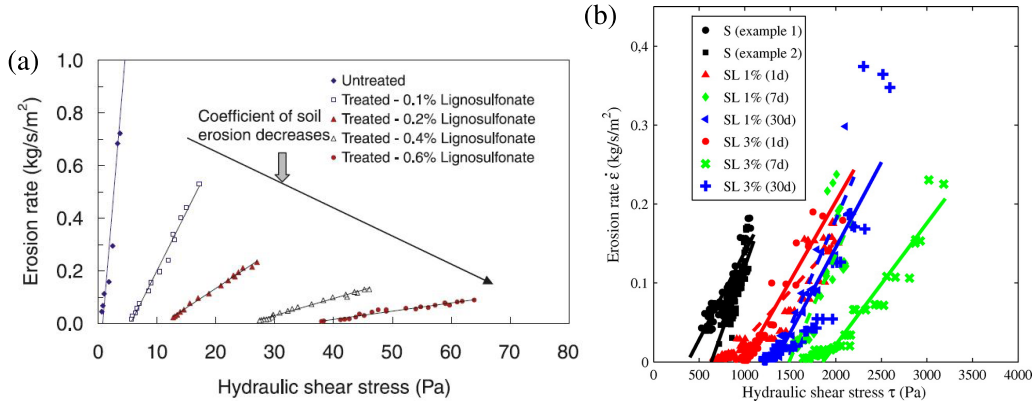 (a)
Erosion rate (kg/s/m²)
1.0
0.8
0.6
0.4
0.2
0.0
0 10 20 30 40 50 60 70 80
Hydraulic shear stress (Pa)
Coefficient of soil
erosion decreases
Untreated
Treated - 0.1% Lignosulfonate
Treated - 0.2% Lignosulfonate
Treated - 0.4% Lignosulfonate
Treated - 0.6% Lignosulfonate
(b)
Erosion rate ε̇ (kg/s/m²)
0,4
0,3
0.2
0.1
0
0 500 1000 1500 2000 2500 3000 3500 4000
Hydraulic shear stress τ (Pa)
S (example 1)
S (example 2)
SL 1% (1d)
SL 1% (7d)
SL 1% (30d)
SL 3% (1d)
SL 3% (7d)
SL 3% (30d)